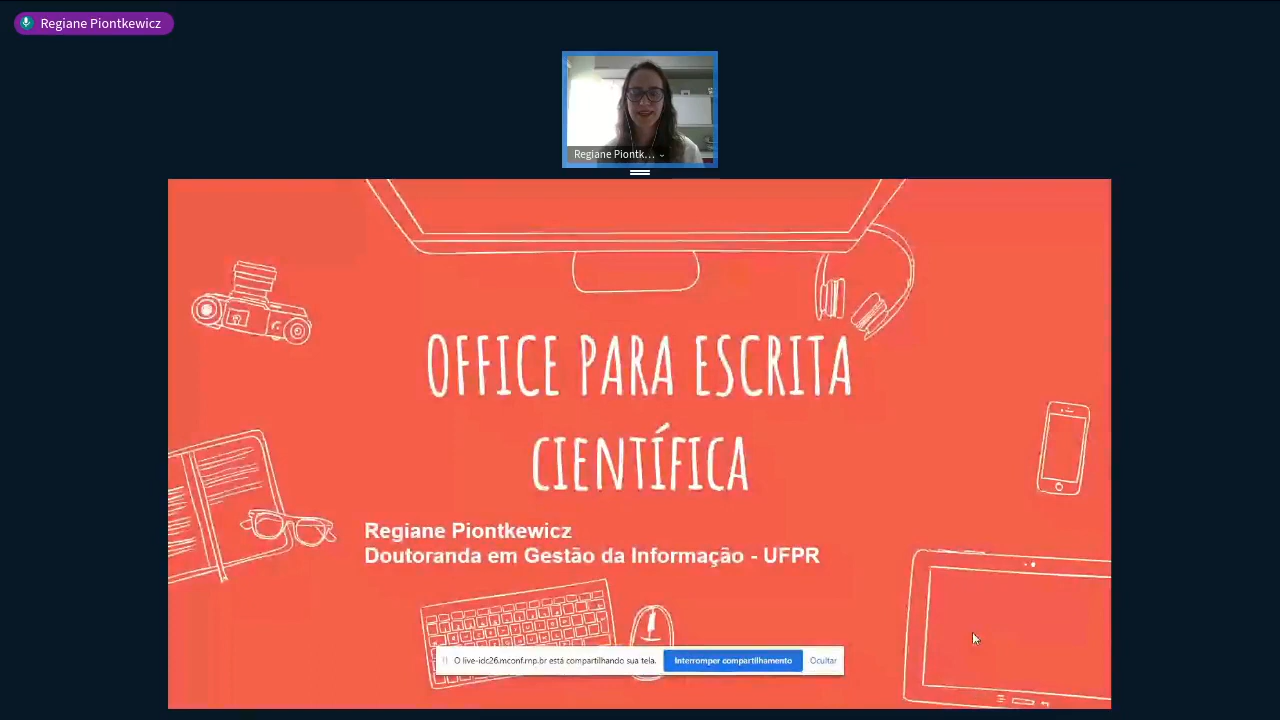 Regiane Piontkewicz
Regiane Piontk...
OFFICE PARA ESCRITA
CIENTÍFICA
Regiane Piontkewicz
Doutoranda em Gestão da Informação - UFPR
O live-idc26.mconf.rnp.br está compartilhando sua tela.
Interromper compartilhamento
Ocultar